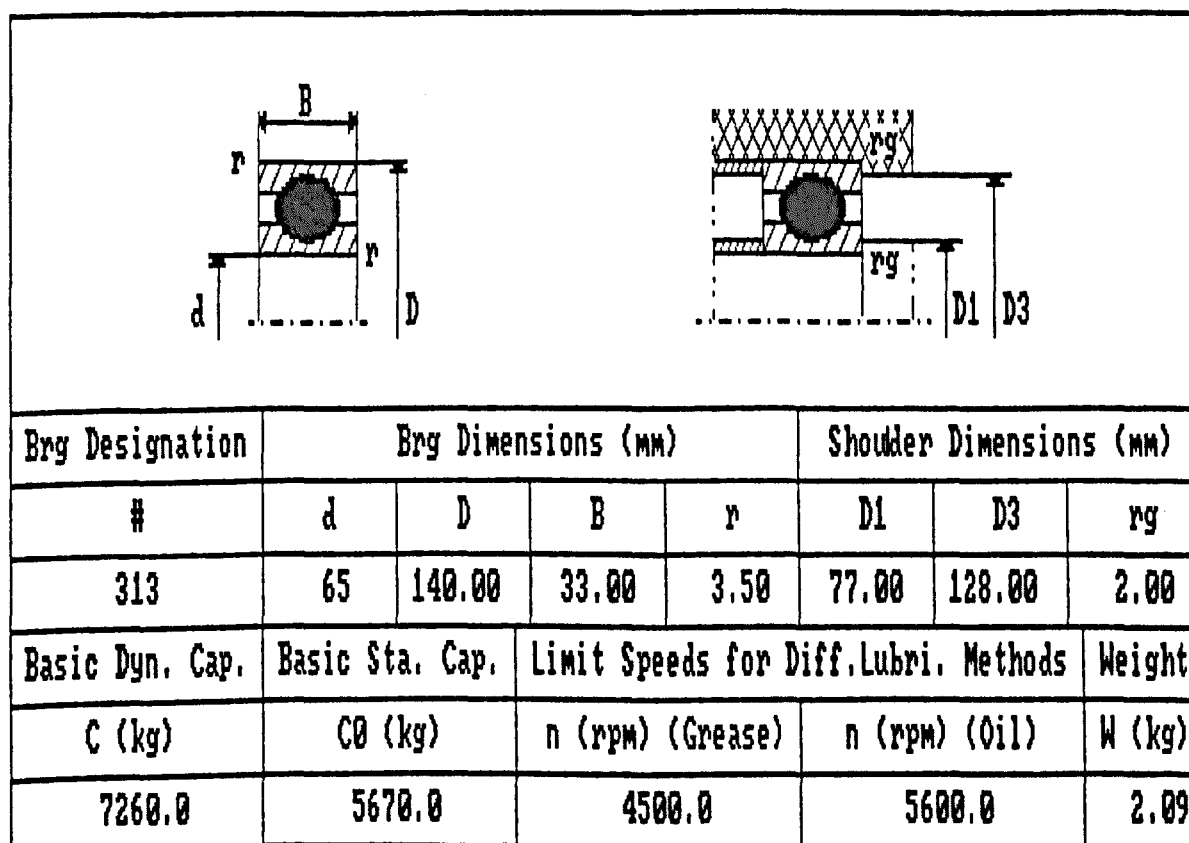 B
r
r
d
D
rg
rg
D1
D3
Brg Designation Brg Dimensions (mm) Shoulder Dimensions (mm)
# d D B r D1 D3 rg
313 65 140.00 33.00 3.50 77.00 128.00 2.00
Basic Dyn. Cap. Basic Sta. Cap. Limit Speeds for Diff.Lubri. Methods Weight
C (kg) C0 (kg) n (rpm) (Grease) n (rpm) (Oil) W (kg)
7260.0 5670.0 4500.0 5600.0 2.09